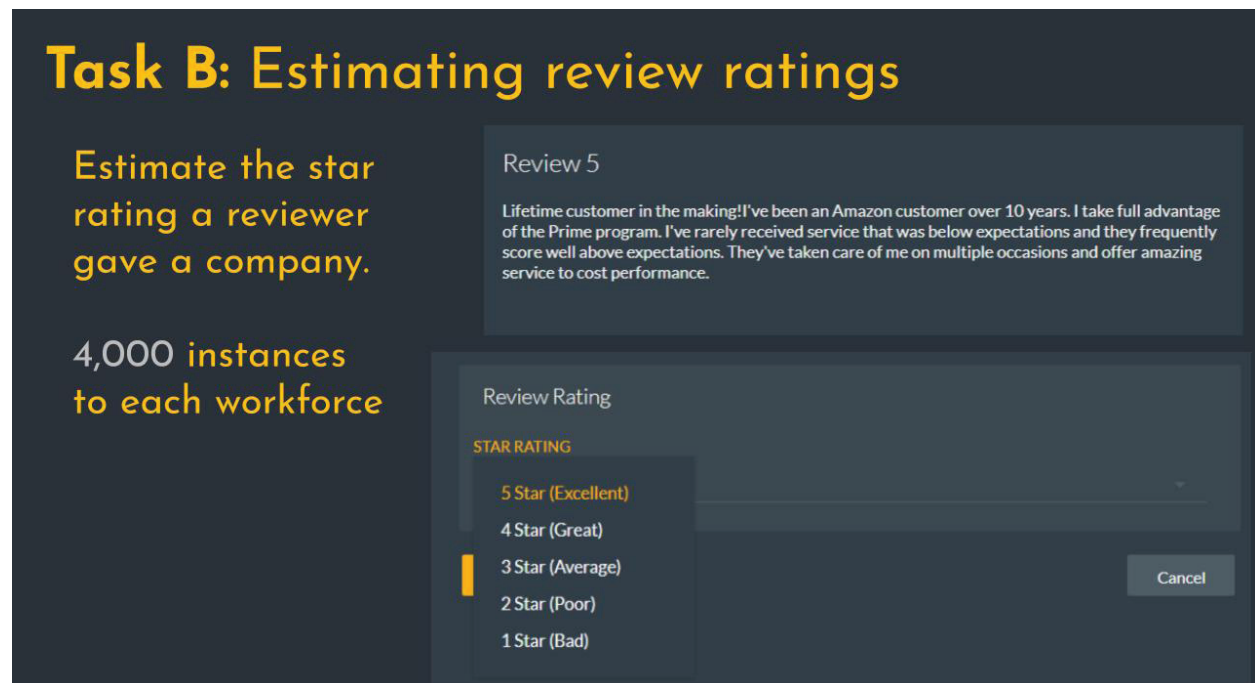 Task B: Estimating review ratings
Estimate the star
rating a reviewer
gave a company.
4,000 instances
to each workforce
Review 5
Lifetime customer in the making!I've been an Amazon customer over 10 years. I take full advantage
of the Prime program. I've rarely received service that was below expectations and they frequently
score well above expectations. They've taken care of me on multiple occasions and offer amazing
service to cost performance.
Review Rating
STAR RATING
5 Star (Excellent)
4 Star (Great)
3 Star (Average)
2 Star (Poor)
1 Star (Bad)
Cancel